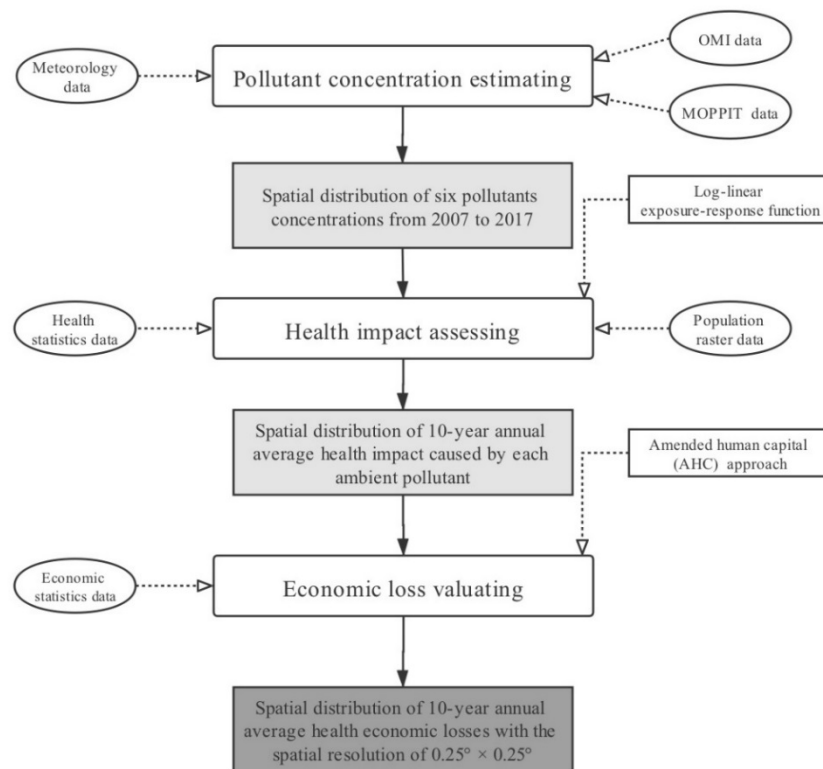 OMI data
Meteorology
data
Pollutant concentration estimating
MOPPIT data
Spatial distribution of six pollutants
concentrations from 2007 to 2017
Log-linear
exposure-response function
Health
statistics data
Health impact assessing
Population
raster data
Spatial distribution of 10-year annual
average health impact caused by each
ambient pollutant
Amended human capital
(AHC) approach
Economic
statistics data
Economic loss valuating
Spatial distribution of 10-year annual
average health economic losses with the
spatial resolution of 0.25° × 0.25°